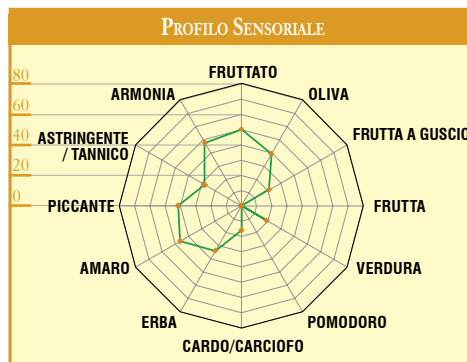 PROFILO SENSORIALE
80
60
40
20
0
FRUTTATO
OLIVA
FRUTTA A GUSCIO
FRUTTA
VERDURA
POMODORO
CARDO/CARCIOFO
ERBA
AMARO
PICCANTE
ASTRINGENTE
/ TANNICO
ARMONIA